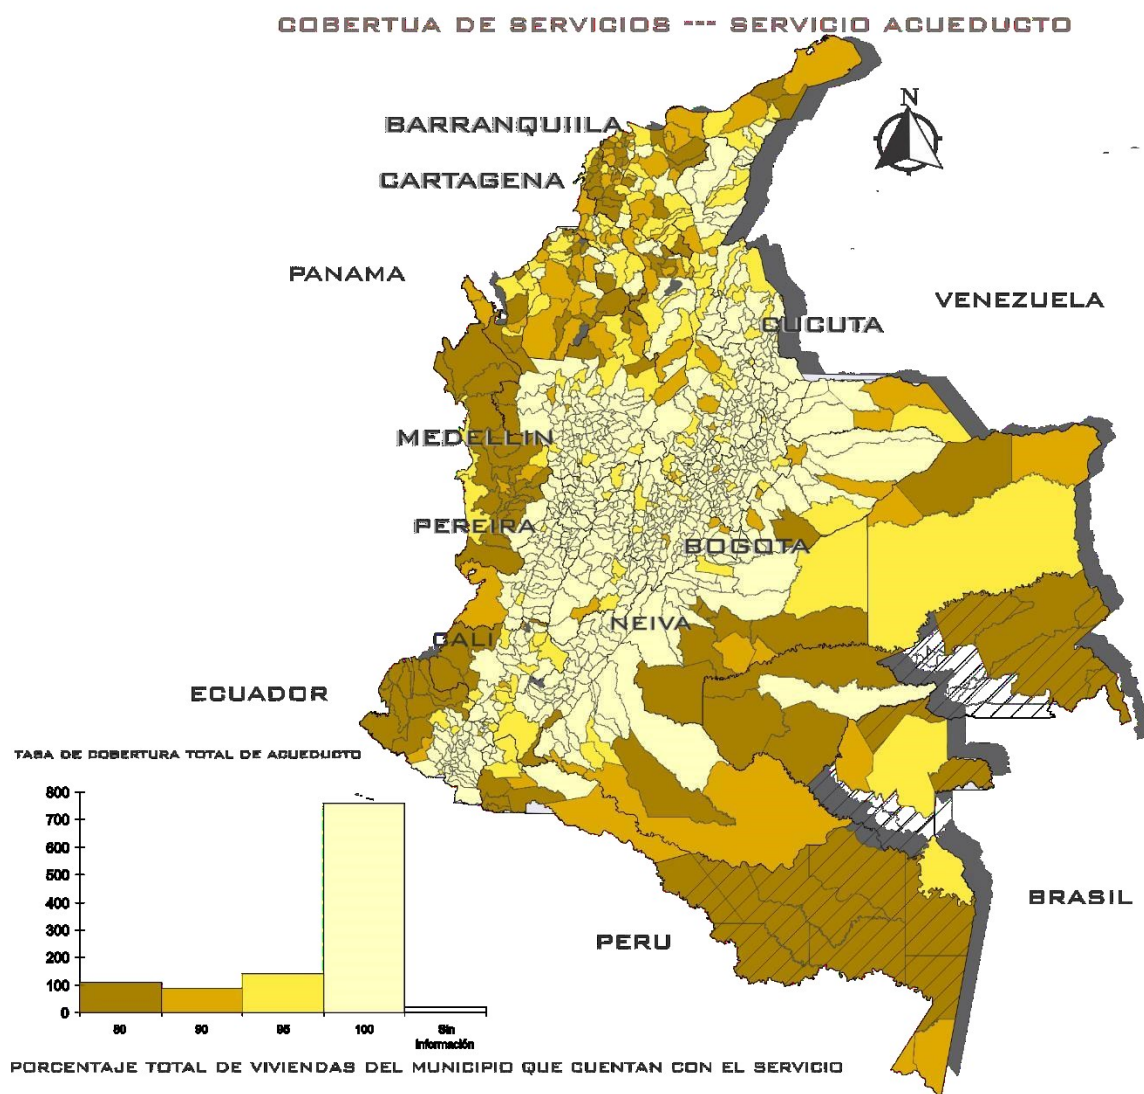 COBERTUA DE SERVICIOS --- SERVICIO ACUEDUCTO
N
BARRANQUIILA
CARTAGENA
PANAMA
VENEZUELA
CUCUTA
MEDELLIN
PEREIRA
BOGOTA
NEIVA
CALI
ECUADOR
TASA DE COBERTURA TOTAL DE ACUEDUCTO
BRASIL
PERU
800
700
600
500
400
300
200
100
0
80 90 95 100 Sin
Información
PORCENTAJE TOTAL DE VIVIENDAS DEL MUNICIPIO QUE CUENTAN CON EL SERVICIO